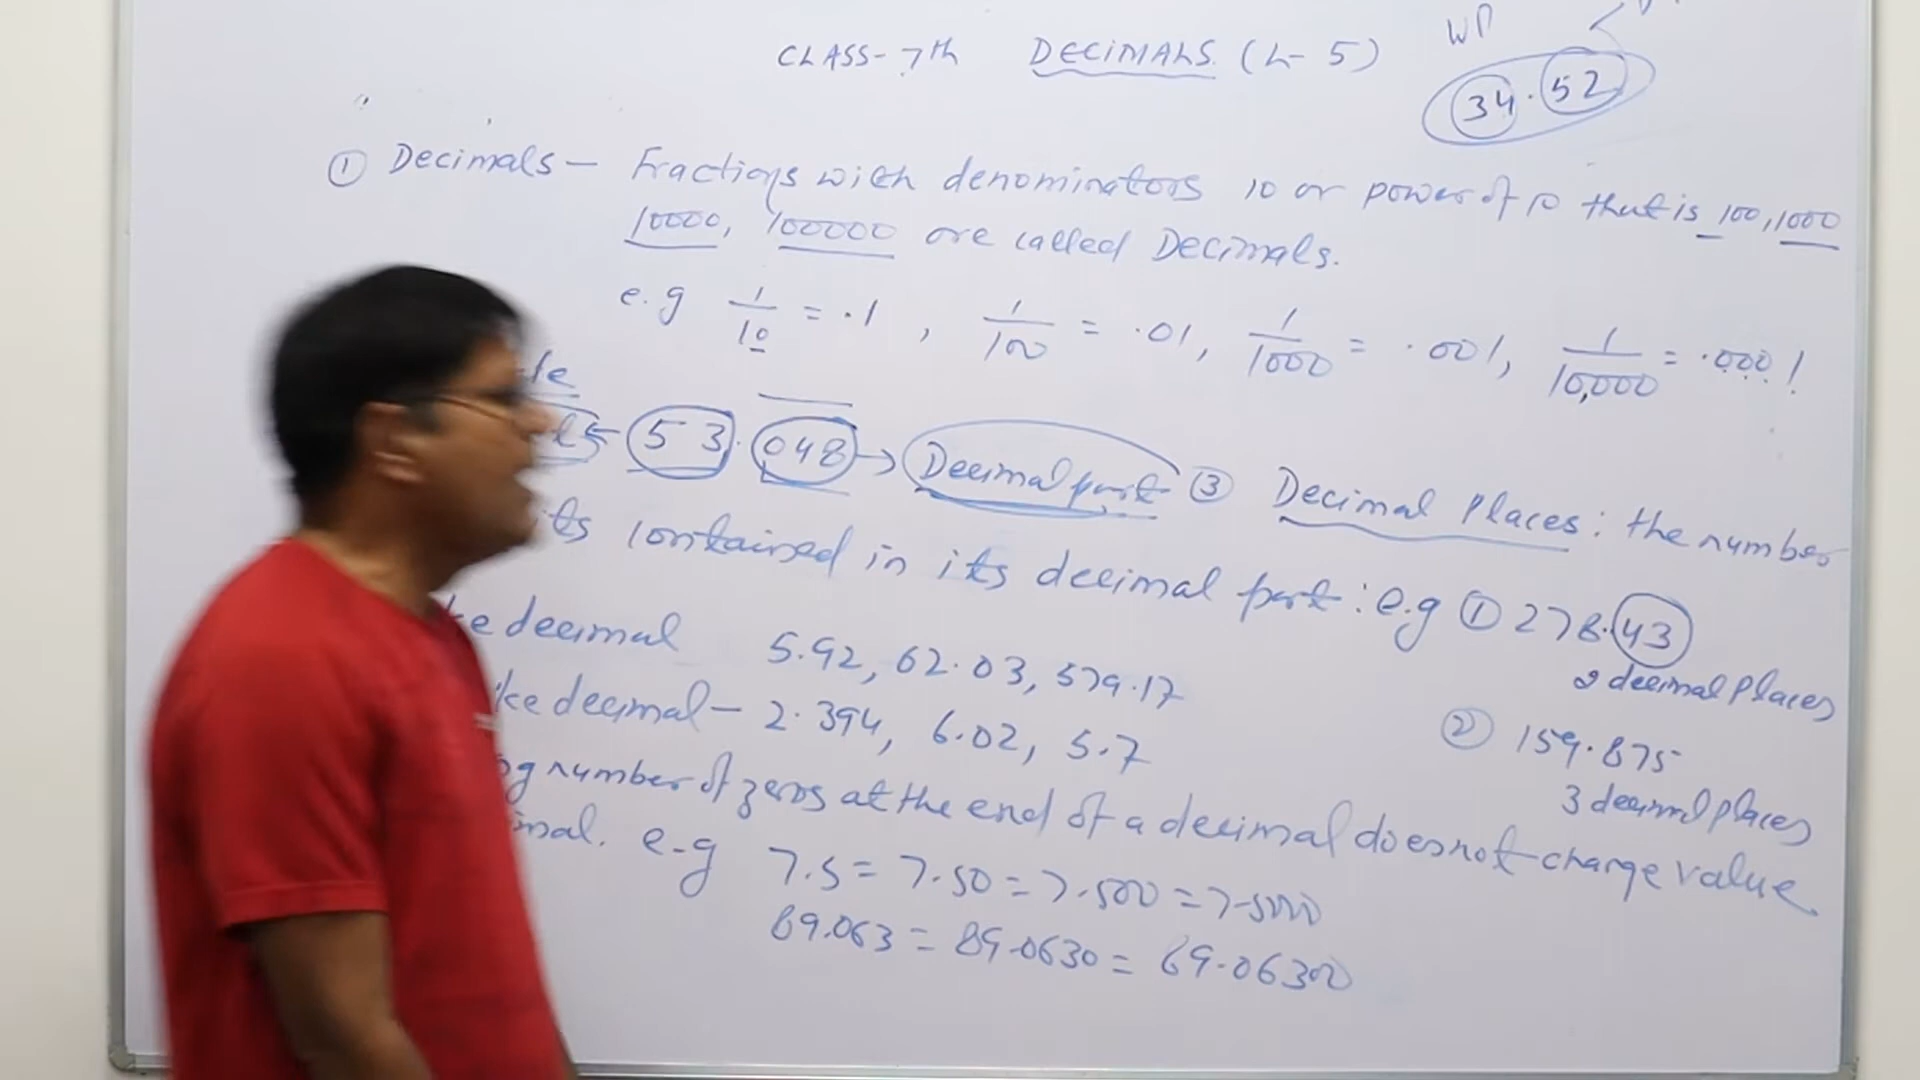 CLASS-7th DECIMALS (L-5) WP
34.52
① Decimals — Fractions with denominators 10 or power of 10 that is 100, 1000
10000, 100000 are called Decimals.
e.g 1/10 = .1, 1/100 = .01, 1/1000 = .001, 1/10,000 = .0001
53.048 → Decimal part ③ Decimal Places: the number
contained in its decimal part: e.g ① 278.43
2 decimal places
decimal 5.92, 62.03, 579.17
decimal — 2.394, 6.02, 5.7
② 159.875
3 decimal places
number of zeros at the end of a decimal does not change value
e-g 7.5 = 7.50 = 7.500 = 7.5000
89.063 = 89.0630 = 89.06300